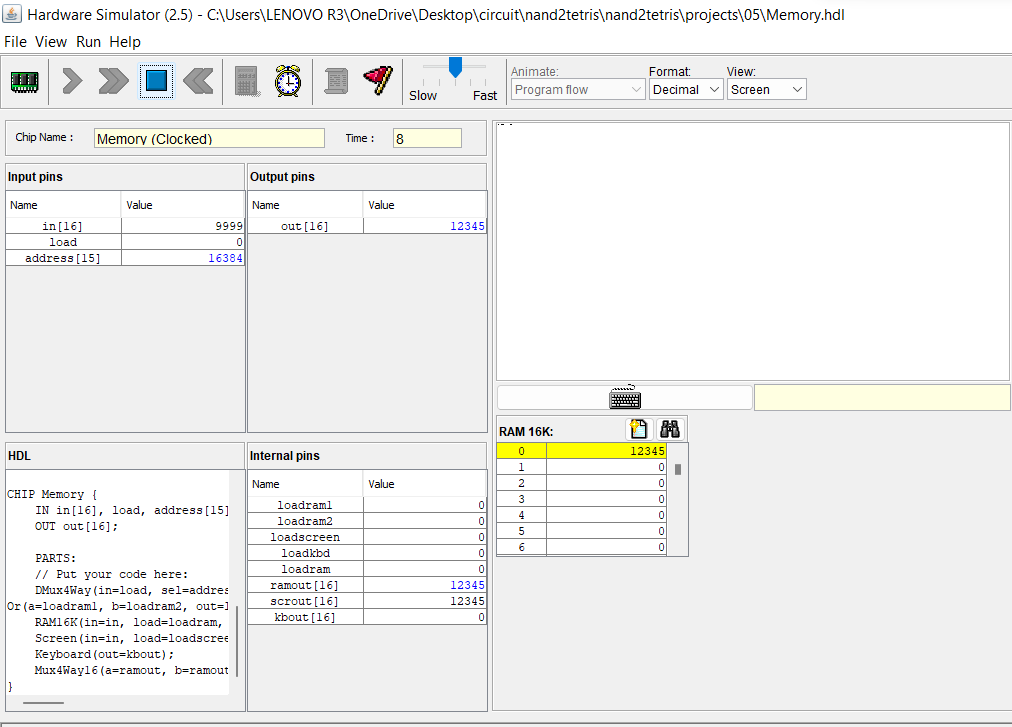 Hardware Simulator (2.5) - C:\Users\LENOVO R3\OneDrive\Desktop\circuit\nand2tetris\nand2tetris\projects\05\Memory.hdl
File View Run Help
Slow Fast
Animate: Format: View:
Program flow Decimal Screen
Chip Name : Memory (Clocked) Time : 8
Input pins
Name Value
in[16] 9999
load 0
address[15] 16384
Output pins
Name Value
out[16] 12345
HDL
CHIP Memory {
IN in[16], load, address[15]
OUT out[16];
PARTS:
// Put your code here:
DMux4Way(in=load, sel=addres
Or(a=loadram1, b=loadram2, out=l
RAM16K(in=in, load=loadram,
Screen(in=in, load=loadscree
Keyboard(out=kbout);
Mux4Way16(a=ramout, b=ramout
}
Internal pins
Name Value
loadram1 0
loadram2 0
loadscreen 0
loadkbd 0
loadram 0
ramout[16] 12345
scrout[16] 12345
kbout[16] 0
RAM 16K:
0 12345
1 0
2 0
3 0
4 0
5 0
6 0